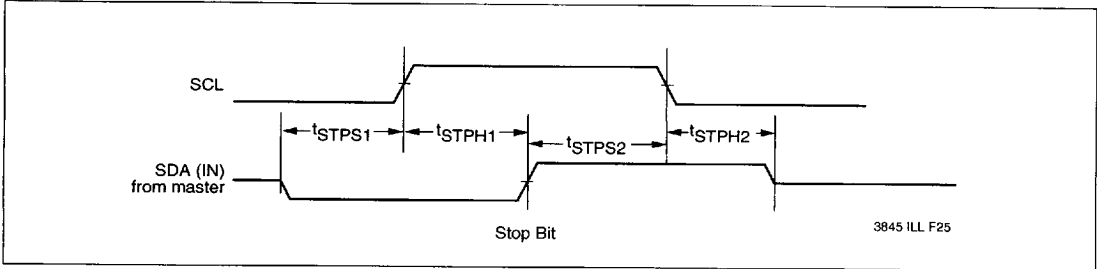 SCL
tSTPS1
tSTPH1
tSTPS2
tSTPH2
SDA (IN)
from master
Stop Bit
3845 ILL F25